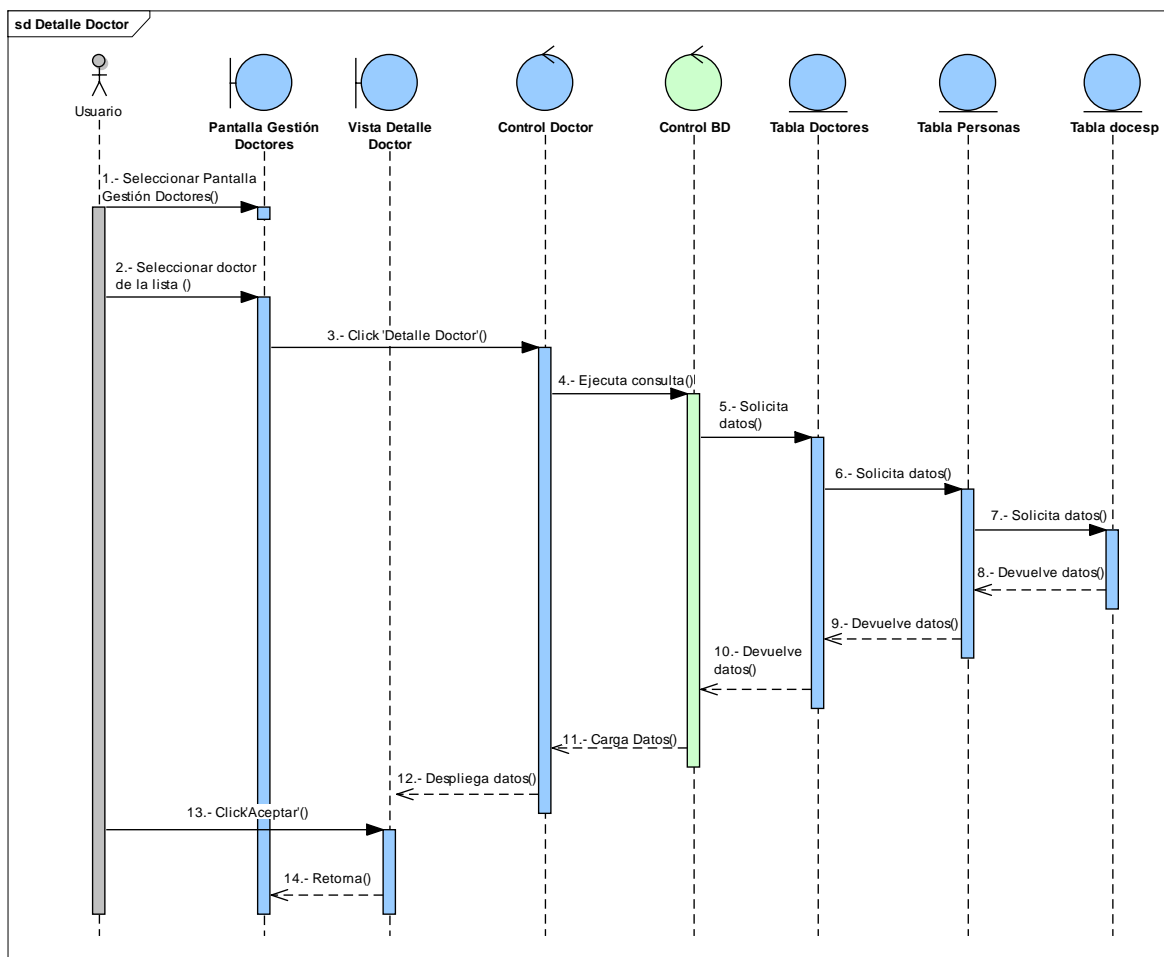 sd Detalle Doctor
Usuario
Pantalla Gestión
Doctores
Vista Detalle
Doctor
Control Doctor
Control BD
Tabla Doctores
Tabla Personas
Tabla docesp
1.- Seleccionar Pantalla
Gestión Doctores()
2.- Seleccionar doctor
de la lista ()
3.- Click 'Detalle Doctor'()
4.- Ejecuta consulta()
5.- Solicita
datos()
6.- Solicita datos()
7.- Solicita datos()
8.- Devuelve datos()
9.- Devuelve datos()
10.- Devuelve
datos()
11.- Carga Datos()
12.- Despliega datos()
13.- Click'Aceptar'()
14.- Retorna()